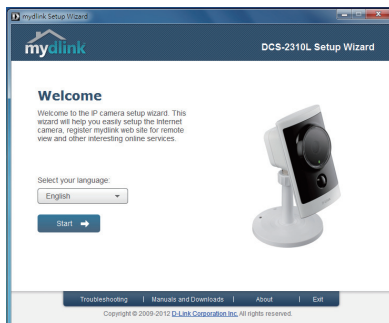 mydlink Setup Wizard
mydlink
DCS-2310L Setup Wizard
Welcome
Welcome to the IP camera setup wizard. This
wizard will help you easily setup the Internet
camera, register mydlink web site for remote
view and other interesting online services.
Select your language:
English
Start
Troubleshooting | Manuals and Downloads | About | Exit
Copyright © 2009-2012 D-Link Corporation Inc. All rights reserved.